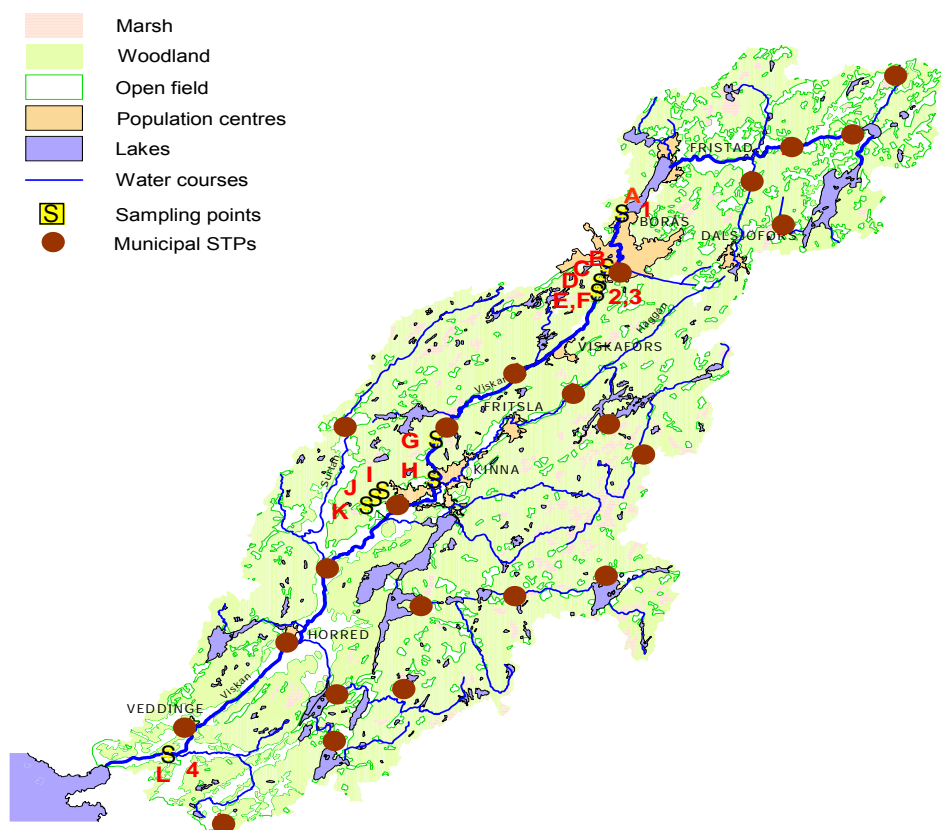 Marsh
Woodland
Open field
Population centres
Lakes
Water courses
S Sampling points
Municipal STPs
FRISTAD
A
1
S
BORÅS
DALSJÖFORS
B
C
S
D
S
E,F
S
2,3
Häggån
VISKAFORS
Viskan
FRITSLA
G
S
H
KINNA
I
S
Surtan
J
S
S
K
S
HORRED
Viskan
VEDDINGE
S
L
4